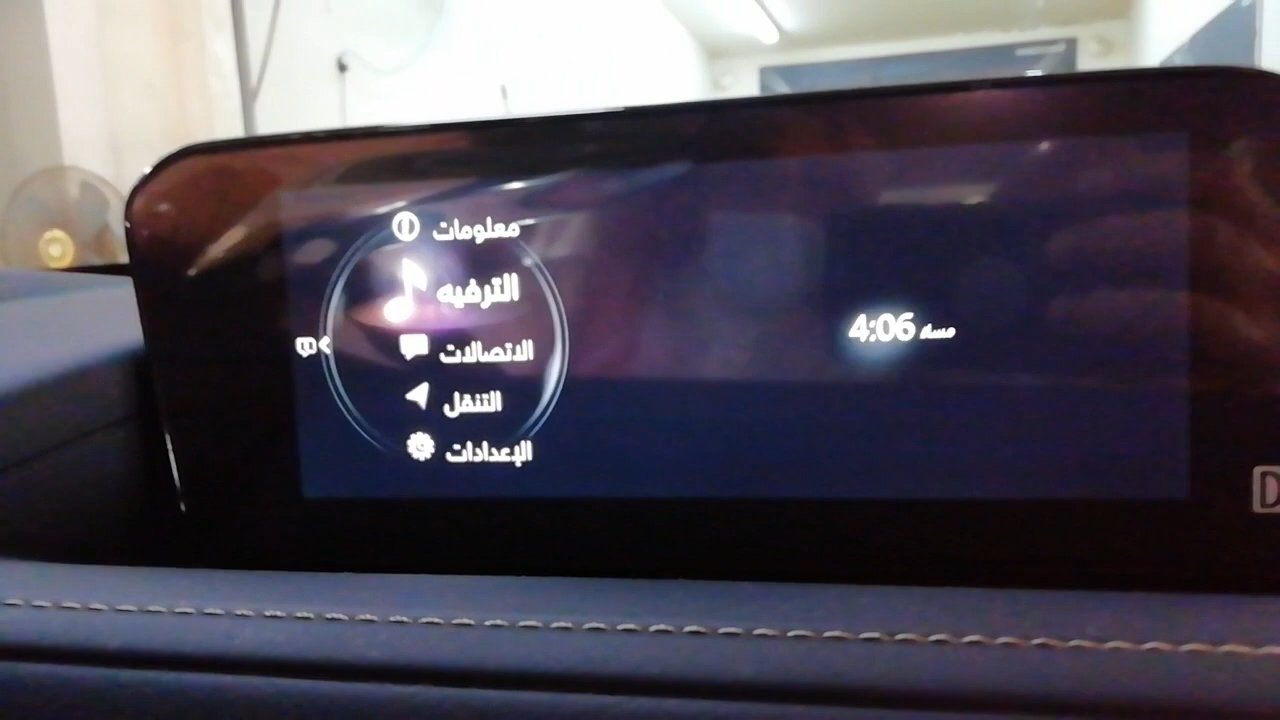 معلومات
الترفيه
الاتصالات
التنقل
الإعدادات
4:06 مساءً
D